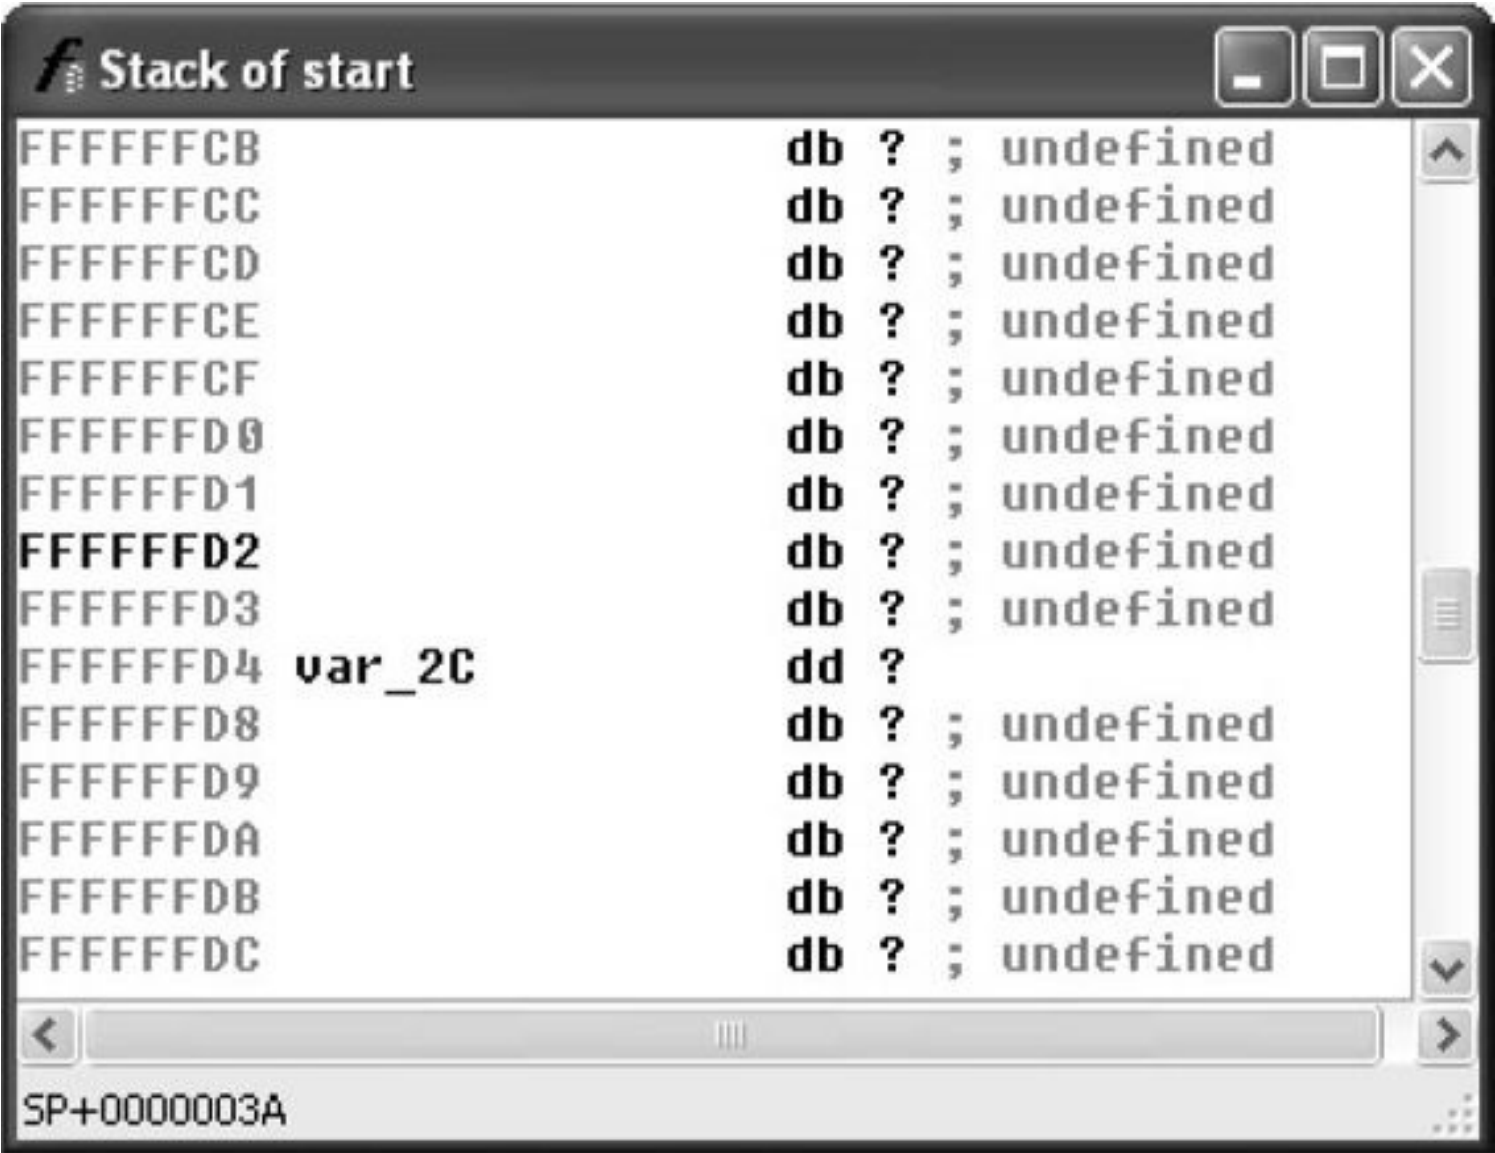 Stack of start
FFFFFFCB db ? ; undefined
FFFFFFCC db ? ; undefined
FFFFFFCD db ? ; undefined
FFFFFFCE db ? ; undefined
FFFFFFCF db ? ; undefined
FFFFFFD0 db ? ; undefined
FFFFFFD1 db ? ; undefined
FFFFFFD2 db ? ; undefined
FFFFFFD3 db ? ; undefined
FFFFFFD4 var_2C dd ?
FFFFFFD8 db ? ; undefined
FFFFFFD9 db ? ; undefined
FFFFFFDA db ? ; undefined
FFFFFFDB db ? ; undefined
FFFFFFDC db ? ; undefined
SP+0000003A